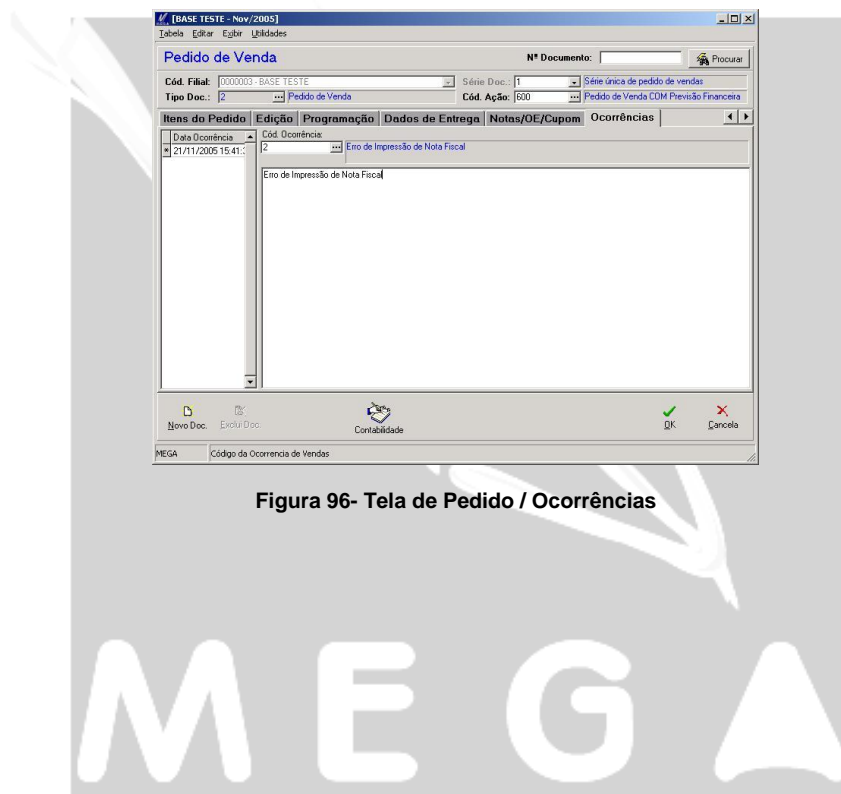 [BASE TESTE - Nov/2005]
Tabela Editar Exibir Utilidades
Pedido de Venda Nº Documento: Procurar
Cód. Filial: 0000003 - BASE TESTE Série Doc.: 1 Série única de pedido de vendas
Tipo Doc.: 2 Pedido de Venda Cód. Ação: 600 Pedido de Venda COM Previsão Financeira
Itens do Pedido Edição Programação Dados de Entrega Notas/OE/Cupom Ocorrências
Data Ocorrência Cód. Ocorrência:
21/11/2005 15:41: 2 Erro de Impressão de Nota Fiscal
Erro de Impressão de Nota Fiscal
Novo Doc. Exclui Doc. Contabilidade OK Cancela
MEGA Código da Ocorrencia de Vendas
Figura 96- Tela de Pedido / Ocorrências
MEGA